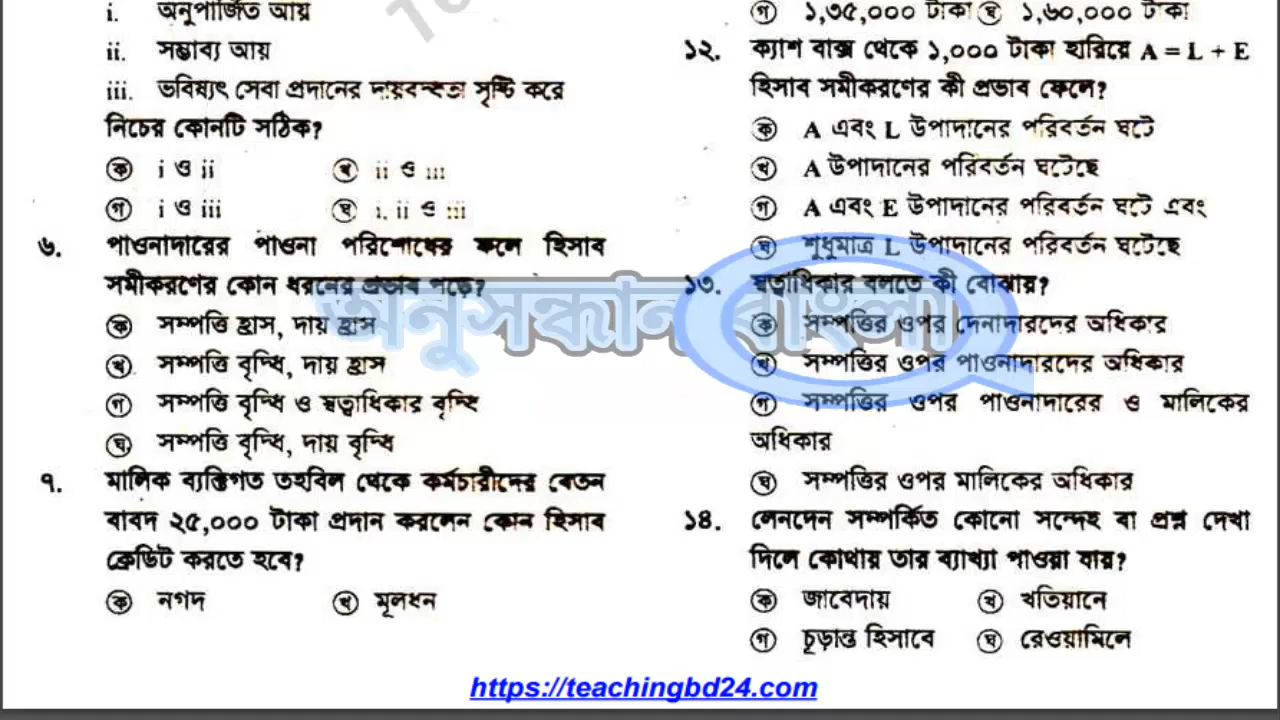 i. অনুপার্জিত আয়
ii. সম্ভাব্য আয়
iii. ভবিষ্যৎ সেবা প্রদানের দায়বদ্ধতা সৃষ্টি করে
নিচের কোনটি সঠিক?
ক i ও ii খ ii ও iii
গ i ও iii ঘ i, ii ও iii
৬. পাওনাদারের পাওনা পরিশোধের ফলে হিসাব
সমীকরণের কোন ধরনের প্রভাব পড়ে?
ক সম্পত্তি হ্রাস, দায় হ্রাস
খ সম্পত্তি বৃদ্ধি, দায় হ্রাস
গ সম্পত্তি বৃদ্ধি ও স্বত্বাধিকার বৃদ্ধি
ঘ সম্পত্তি বৃদ্ধি, দায় বৃদ্ধি
৭. মালিক ব্যক্তিগত তহবিল থেকে কর্মচারীদের বেতন
বাবদ ২৫,০০০ টাকা প্রদান করলেন কোন হিসাব
ক্রেডিট করতে হবে?
ক নগদ খ মূলধন
গ ১,৩৫,০০০ টাকা ঘ ১,৬০,০০০ টাকা
১২. ক্যাশ বাক্স থেকে ১,০০০ টাকা হারিয়ে A = L + E
হিসাব সমীকরণের কী প্রভাব ফেলে?
ক A এবং L উপাদানের পরিবর্তন ঘটে
খ A উপাদানের পরিবর্তন ঘটেছে
গ A এবং E উপাদানের পরিবর্তন ঘটে এবং
ঘ শুধুমাত্র L উপাদানের পরিবর্তন ঘটেছে
১৩. স্বত্বাধিকার বলতে কী বোঝায়?
ক সম্পত্তির ওপর দেনাদারদের অধিকার
খ সম্পত্তির ওপর পাওনাদারদের অধিকার
গ সম্পত্তির ওপর পাওনাদারের ও মালিকের
অধিকার
ঘ সম্পত্তির ওপর মালিকের অধিকার
১৪. লেনদেন সম্পর্কিত কোনো সন্দেহ বা প্রশ্ন দেখা
দিলে কোথায় তার ব্যাখ্যা পাওয়া যায়?
ক জাবেদায় খ খতিয়ানে
গ চূড়ান্ত হিসাবে ঘ রেওয়ামিলে
অনুসন্ধান বাংলা
https://teachingbd24.com